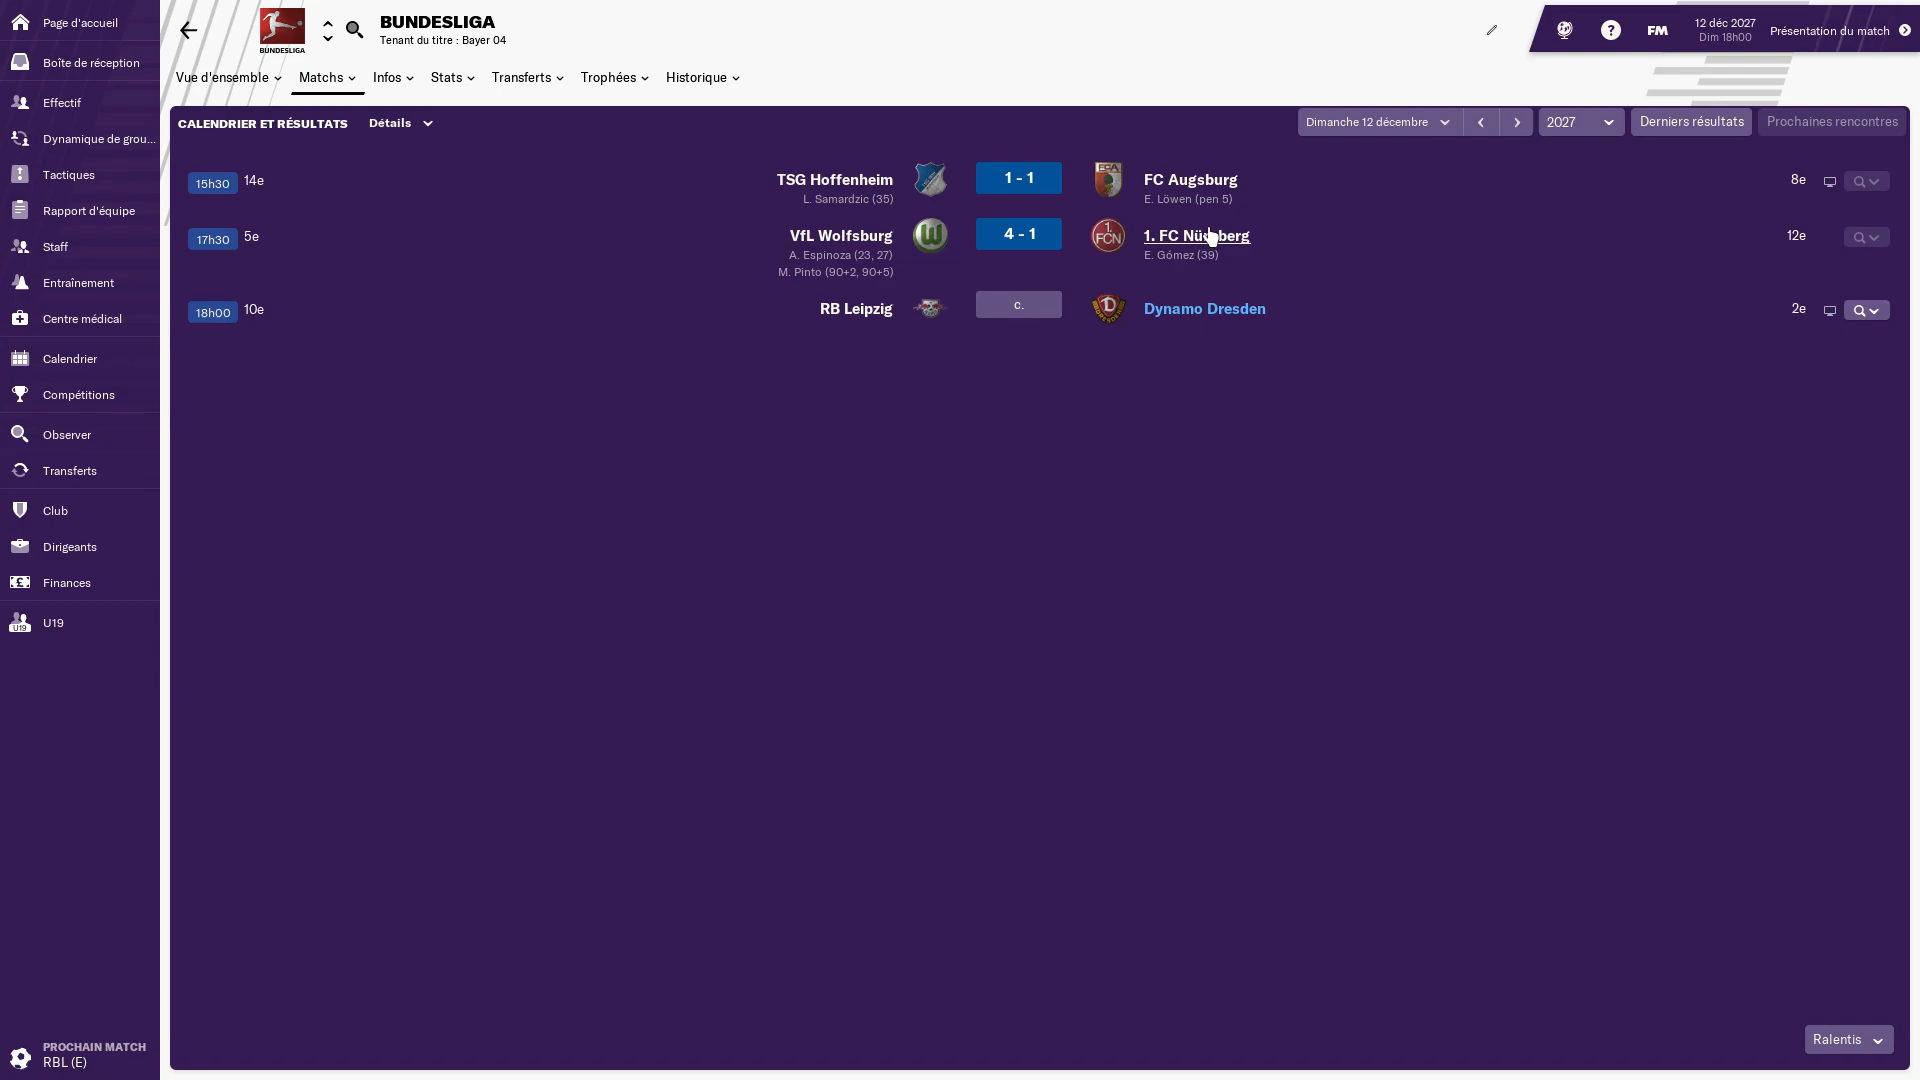 Page d'accueil
Boîte de réception
Effectif
Dynamique de grou...
Tactiques
Rapport d'équipe
Staff
Entraînement
Centre médical
Calendrier
Compétitions
Observer
Transferts
Club
Dirigeants
Finances
U19
U19
PROCHAIN MATCH
RBL (E)
BUNDESLIGA
BUNDESLIGA
Tenant du titre : Bayer 04
FM
12 déc 2027
Dim 18h00
Présentation du match
Vue d'ensemble
Matchs
Infos
Stats
Transferts
Trophées
Historique
CALENDRIER ET RÉSULTATS
Détails
Dimanche 12 décembre
2027
Derniers résultats
Prochaines rencontres
15h30 14e TSG Hoffenheim 1 - 1 FC Augsburg 8e
L. Samardzic (35) E. Löwen (pen 5)
17h30 5e VfL Wolfsburg 4 - 1 1. FC Nürnberg 12e
A. Espinoza (23, 27) E. Gómez (39)
M. Pinto (90+2, 90+5)
18h00 10e RB Leipzig c. Dynamo Dresden 2e
Ralentis